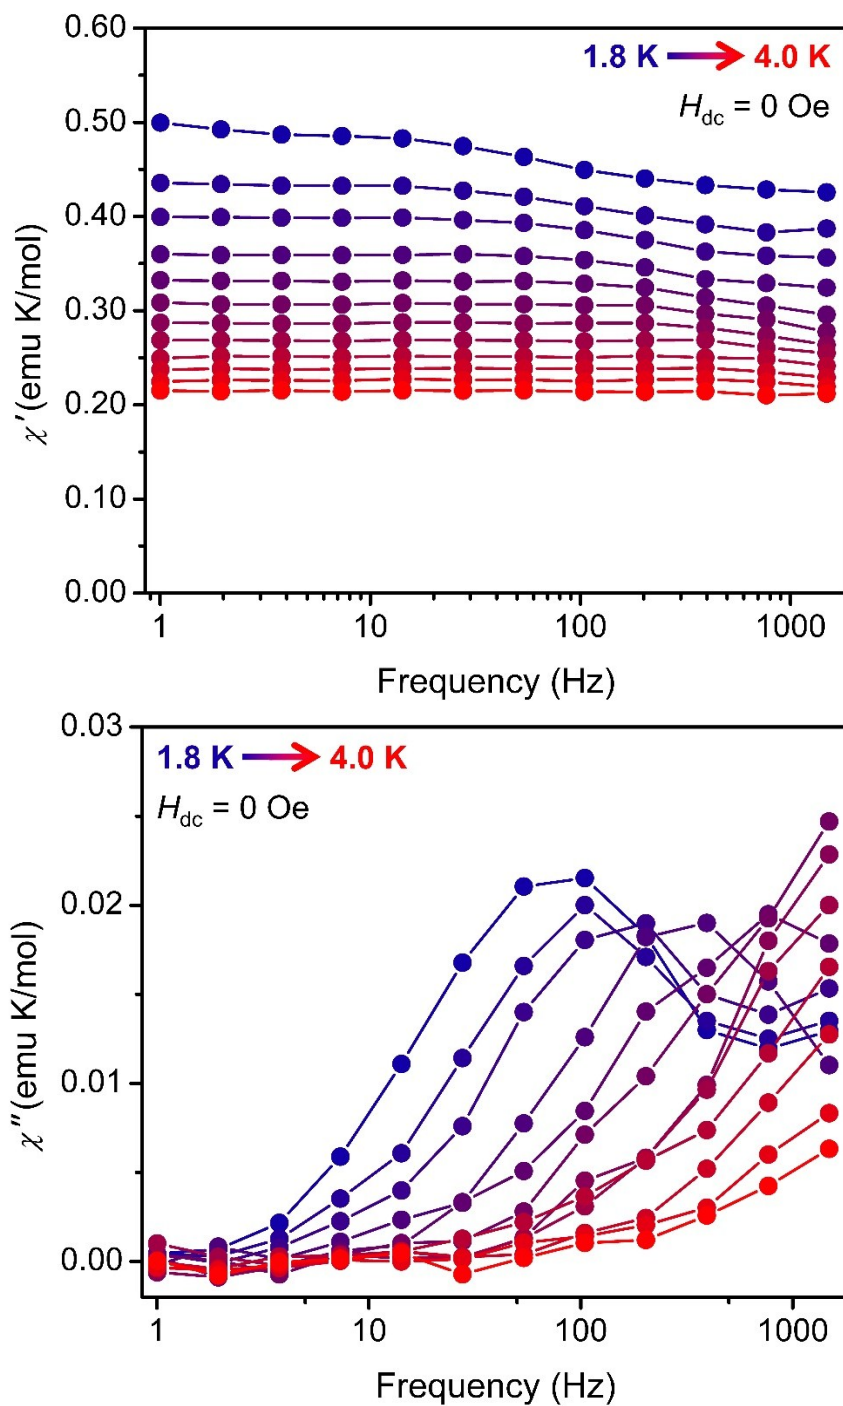 0.60
1.8 K → 4.0 K
H_dc = 0 Oe
0.50
0.40
0.30
0.20
0.10
0.00
χ′(emu K/mol)
1 10 100 1000
Frequency (Hz)
0.03
1.8 K → 4.0 K
H_dc = 0 Oe
0.02
0.01
0.00
χ″(emu K/mol)
1 10 100 1000
Frequency (Hz)